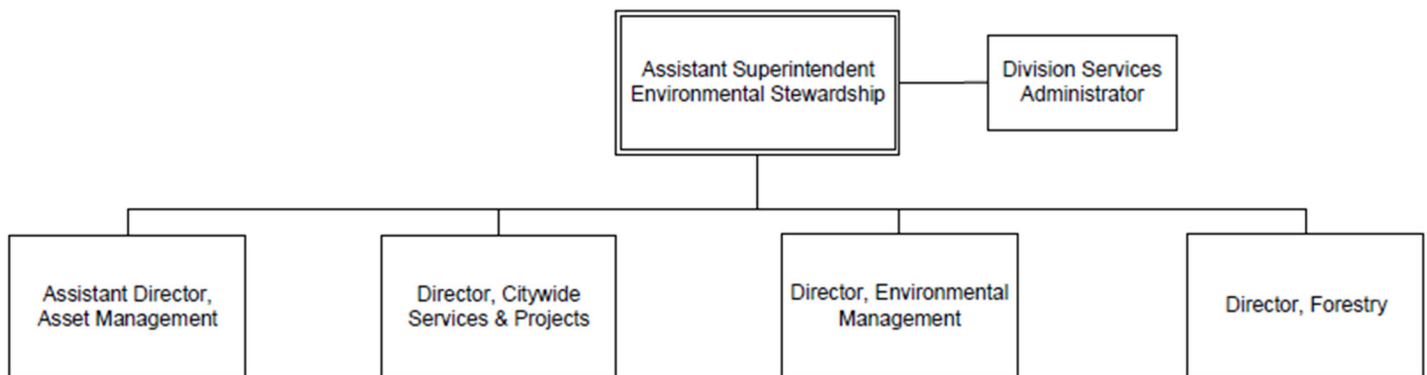 Assistant Superintendent
Environmental Stewardship
Division Services
Administrator
Assistant Director,
Asset Management
Director, Citywide
Services & Projects
Director, Environmental
Management
Director, Forestry